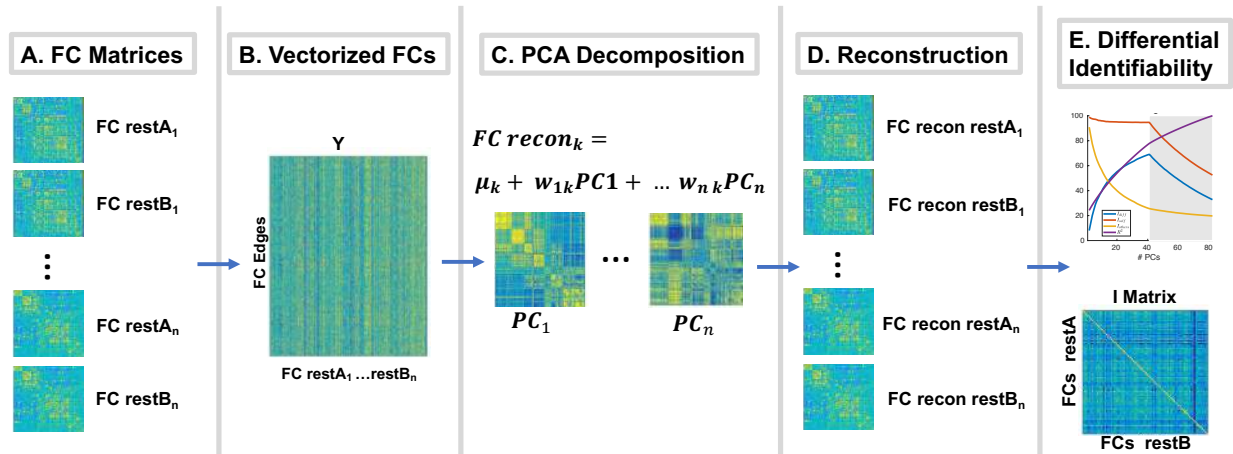 A. FC Matrices
FC restA₁
FC restB₁
⋮
FC restAₙ
FC restBₙ
B. Vectorized FCs
Y
FC Edges
FC restA₁ ...restBₙ
C. PCA Decomposition
FC reconₖ =
μₖ + w₁ₖPC1 + … wₙ ₖPCₙ
...
PC₁
PCₙ
D. Reconstruction
FC recon restA₁
FC recon restB₁
⋮
FC recon restAₙ
FC recon restBₙ
E. Differential
Identifiability
100
80
60
40
20
0
20
40
60
80
# PCs
I Matrix
FCs restA
FCs restB